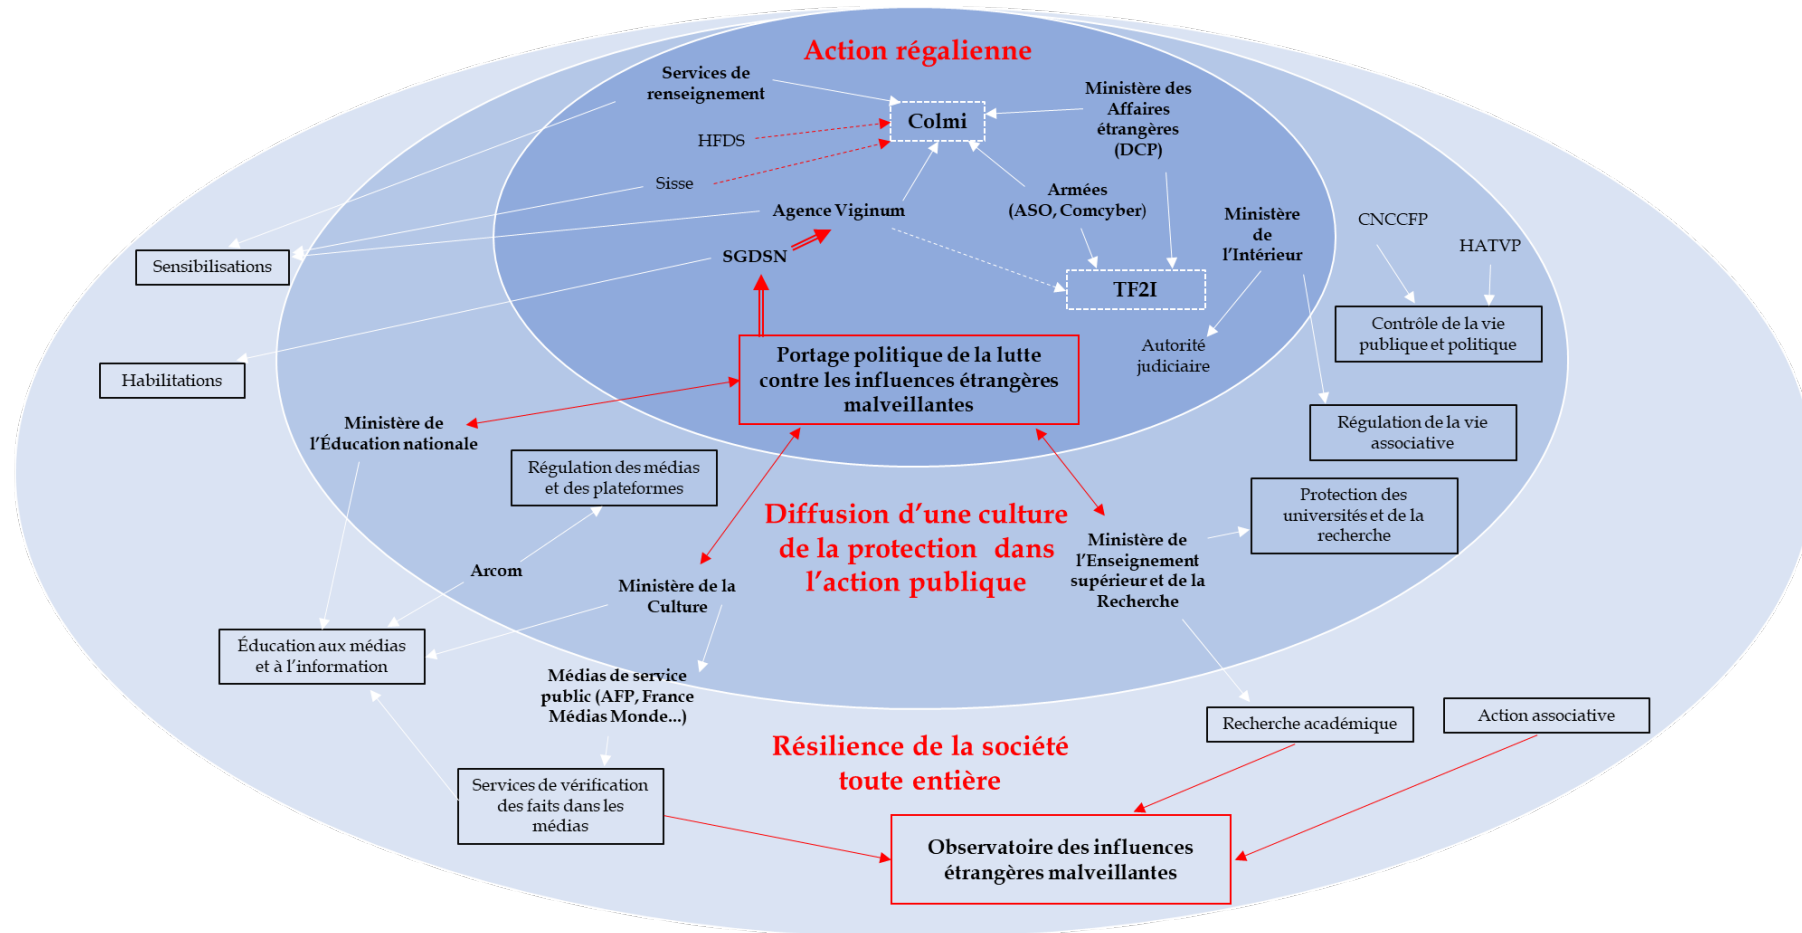 Action régalienne
Services de
renseignement
Ministère des
Affaires
étrangères
(DCP)
Colmi
HFDS
Sisse
Armées
(ASO, Comcyber)
Agence Viginum
Ministère
de
l'Intérieur
CNCCFP
HATVP
SGDSN
Sensibilisations
TF2I
Contrôle de la vie
publique et politique
Autorité
judiciaire
Portage politique de la lutte
contre les influences étrangères
malveillantes
Habilitations
Ministère de
l'Éducation nationale
Régulation de la vie
associative
Régulation des médias
et des plateformes
Protection des
universités et de la
recherche
Diffusion d'une culture
de la protection dans
l'action publique
Ministère de
l'Enseignement
supérieur et de la
Recherche
Arcom
Ministère de la
Culture
Éducation aux médias
et à l'information
Médias de service
public (AFP, France
Médias Monde...)
Recherche académique
Action associative
Résilience de la société
toute entière
Services de vérification
des faits dans les
médias
Observatoire des influences
étrangères malveillantes